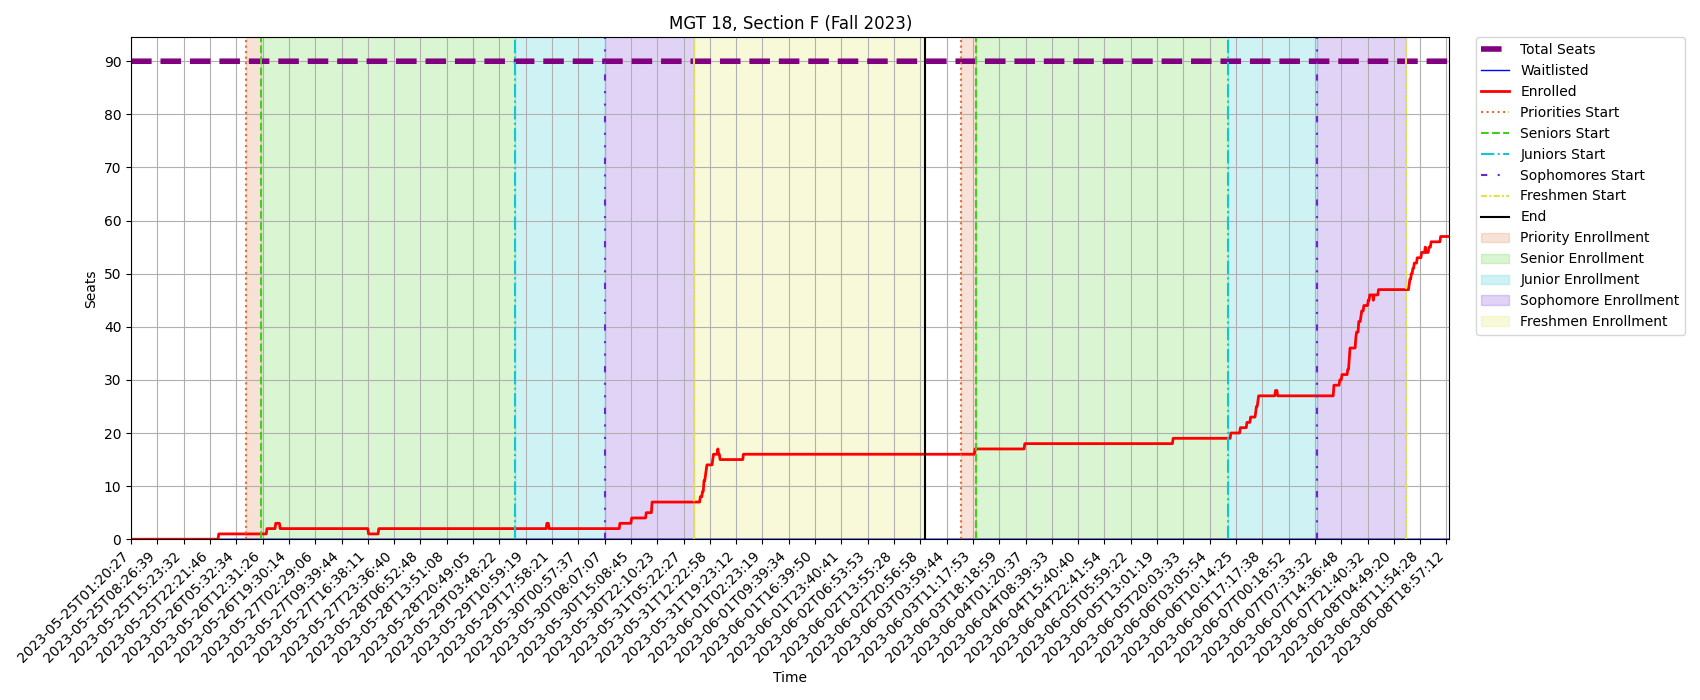 MGT 18, Section F (Fall 2023)
Seats
90
80
70
60
50
40
30
20
10
0
2023-05-25T01:20:27
2023-05-25T08:26:39
2023-05-25T15:23:32
2023-05-25T22:21:46
2023-05-26T05:32:34
2023-05-26T12:31:26
2023-05-26T19:30:14
2023-05-27T02:29:06
2023-05-27T09:39:44
2023-05-27T16:38:11
2023-05-27T23:36:40
2023-05-28T06:52:48
2023-05-28T13:51:08
2023-05-28T20:49:05
2023-05-29T03:48:22
2023-05-29T10:59:19
2023-05-29T17:58:21
2023-05-30T00:57:37
2023-05-30T08:07:07
2023-05-30T15:08:45
2023-05-30T22:10:23
2023-05-31T05:22:27
2023-05-31T12:22:58
2023-05-31T19:23:12
2023-06-01T02:23:19
2023-06-01T09:39:34
2023-06-01T16:39:50
2023-06-01T23:40:41
2023-06-02T06:53:53
2023-06-02T13:55:28
2023-06-02T20:56:58
2023-06-03T03:59:44
2023-06-03T11:17:53
2023-06-03T18:18:59
2023-06-04T01:20:37
2023-06-04T08:39:33
2023-06-04T15:40:40
2023-06-04T22:41:54
2023-06-05T05:59:22
2023-06-05T13:01:19
2023-06-05T20:03:33
2023-06-06T03:05:54
2023-06-06T10:14:25
2023-06-06T17:17:38
2023-06-07T00:18:52
2023-06-07T07:33:32
2023-06-07T14:36:48
2023-06-07T21:40:32
2023-06-08T04:49:20
2023-06-08T11:54:28
2023-06-08T18:57:12
Time
Total Seats
Waitlisted
Enrolled
Priorities Start
Seniors Start
Juniors Start
Sophomores Start
Freshmen Start
End
Priority Enrollment
Senior Enrollment
Junior Enrollment
Sophomore Enrollment
Freshmen Enrollment